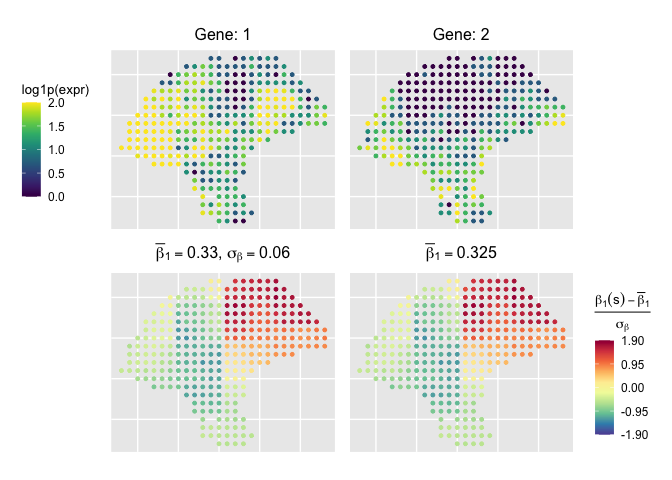 Gene: 1
Gene: 2
log1p(expr)
2.0
1.5
1.0
0.5
0.0
β̅₁ = 0.33, σᵦ = 0.06
β̅₁ = 0.325
β₁(s) − β̅₁
σᵦ
1.90
0.95
0.00
-0.95
-1.90